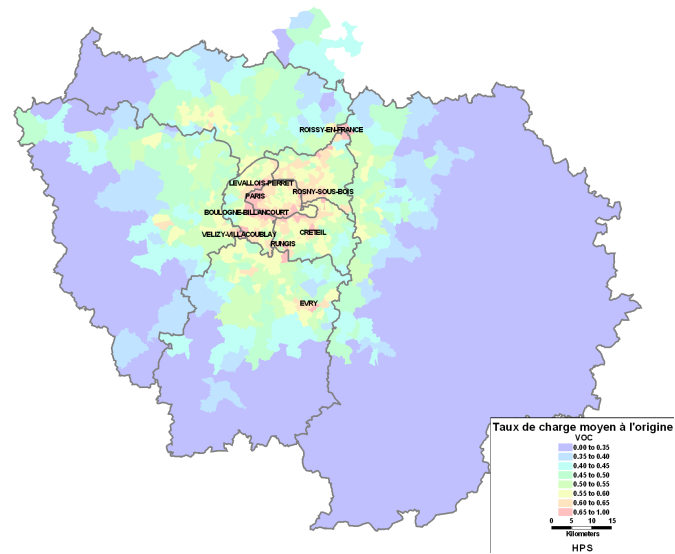 ROISSY-EN-FRANCE
LEVALLOIS-PERRET
ROSNY-SOUS-BOIS
PARIS
BOULOGNE-BILLANCOURT
VELIZY-VILLACOUBLAY
CRETEIL
RUNGIS
EVRY
Taux de charge moyen à l'origine
VOC
0.00 to 0.35
0.35 to 0.40
0.40 to 0.45
0.45 to 0.50
0.50 to 0.55
0.55 to 0.60
0.60 to 0.65
0.65 to 1.00
0 5 10 15
Kilometers
HPS